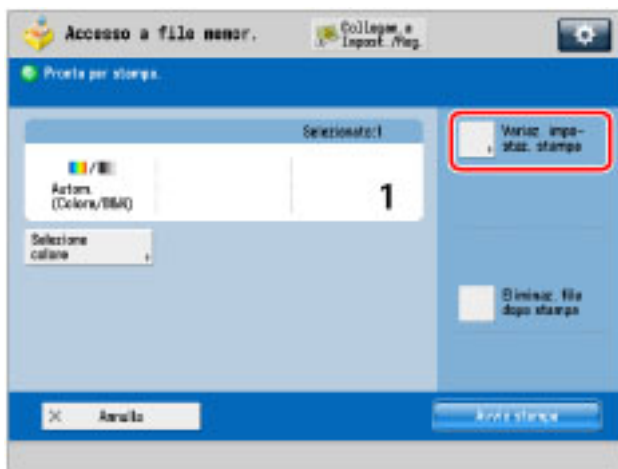 Accesso a file memor.
Collegam. a
Impost./Reg.
Pronta per stampa.
Selezionato:1
Variaz. impo-
staz. stampa
Autom.
(Colore/B&N)
1
Selezione
colore
Eliminaz. file
dopo stampa
Annulla
Avvio stampa